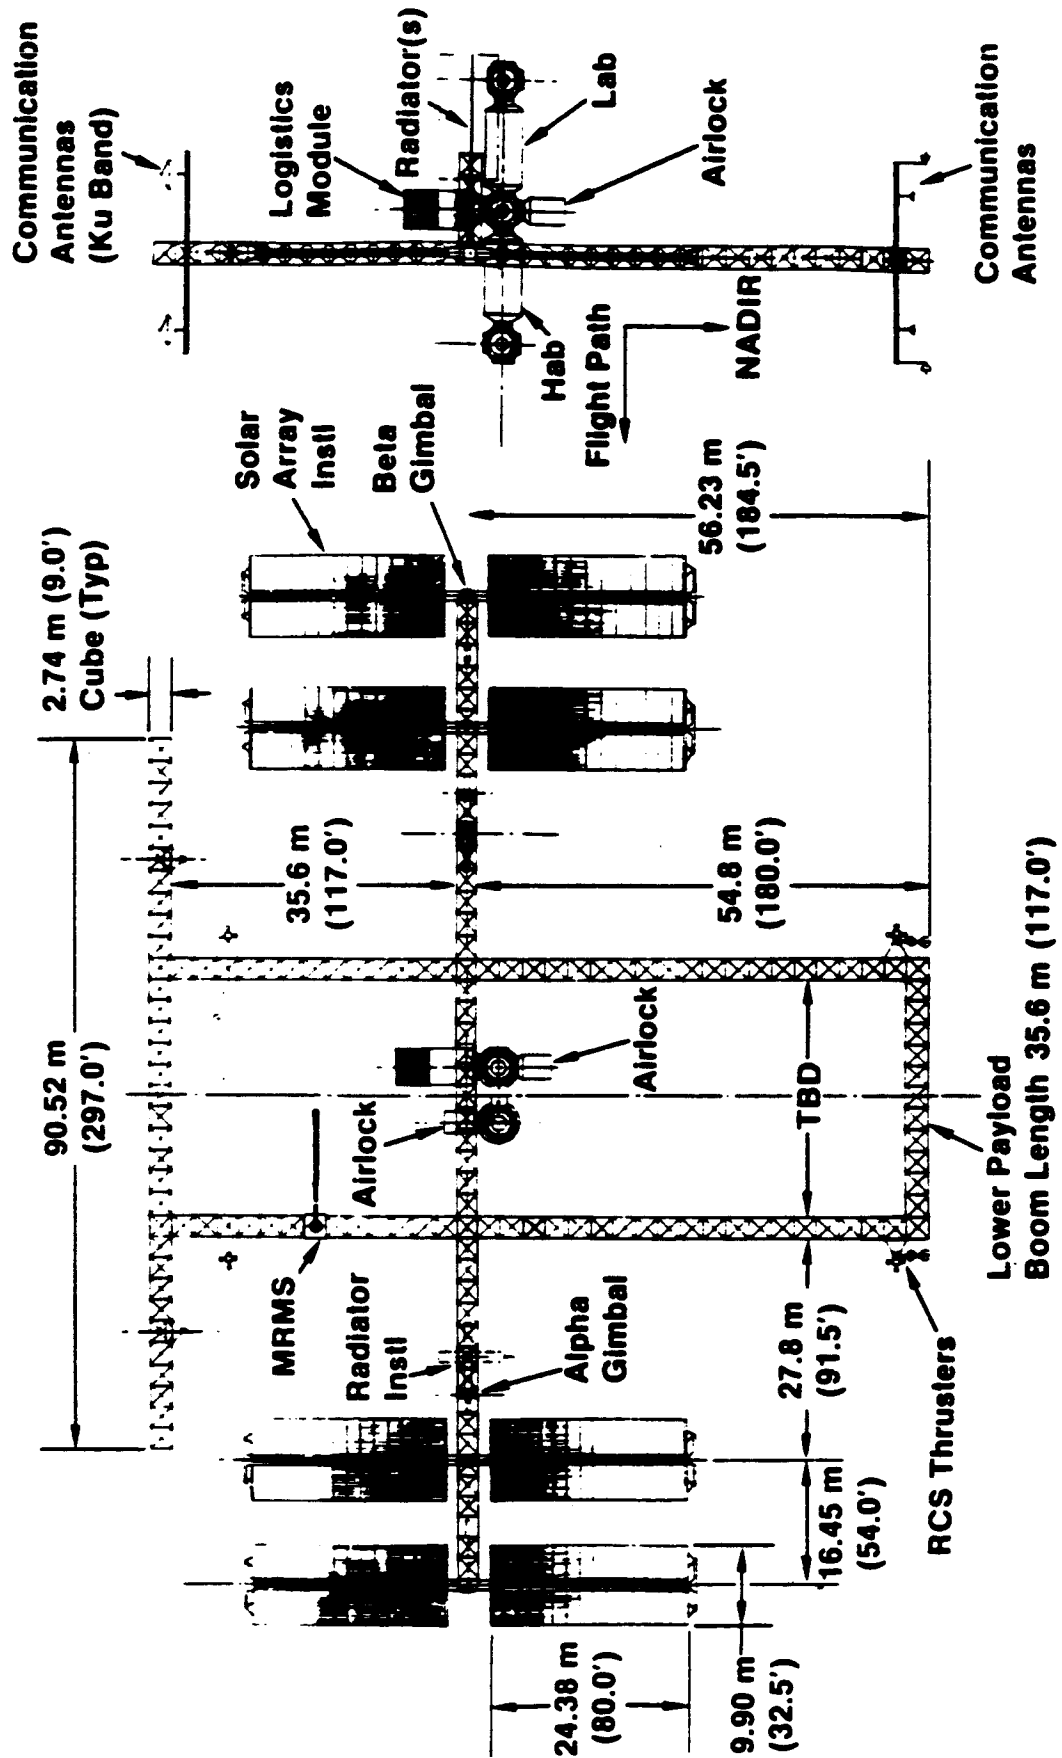 Communication
Antennas
(Ku Band)
Logistics
Module
Radiator(s)
Lab
Airlock
Hab
Flight Path
NADIR
Communication
Antennas
2.74 m (9.0')
Cube (Typ)
Solar
Array
Instl
Beta
Gimbal
56.23 m
(184.5')
90.52 m
(297.0')
35.6 m
(117.0')
54.8 m
(180.0')
Airlock
Airlock
MRMS
TBD
Radiator
Instl
Alpha
Gimbal
Lower Payload
Boom Length 35.6 m (117.0')
27.8 m
(91.5')
RCS Thrusters
16.45 m
(54.0')
24.38 m
(80.0')
9.90 m
(32.5')